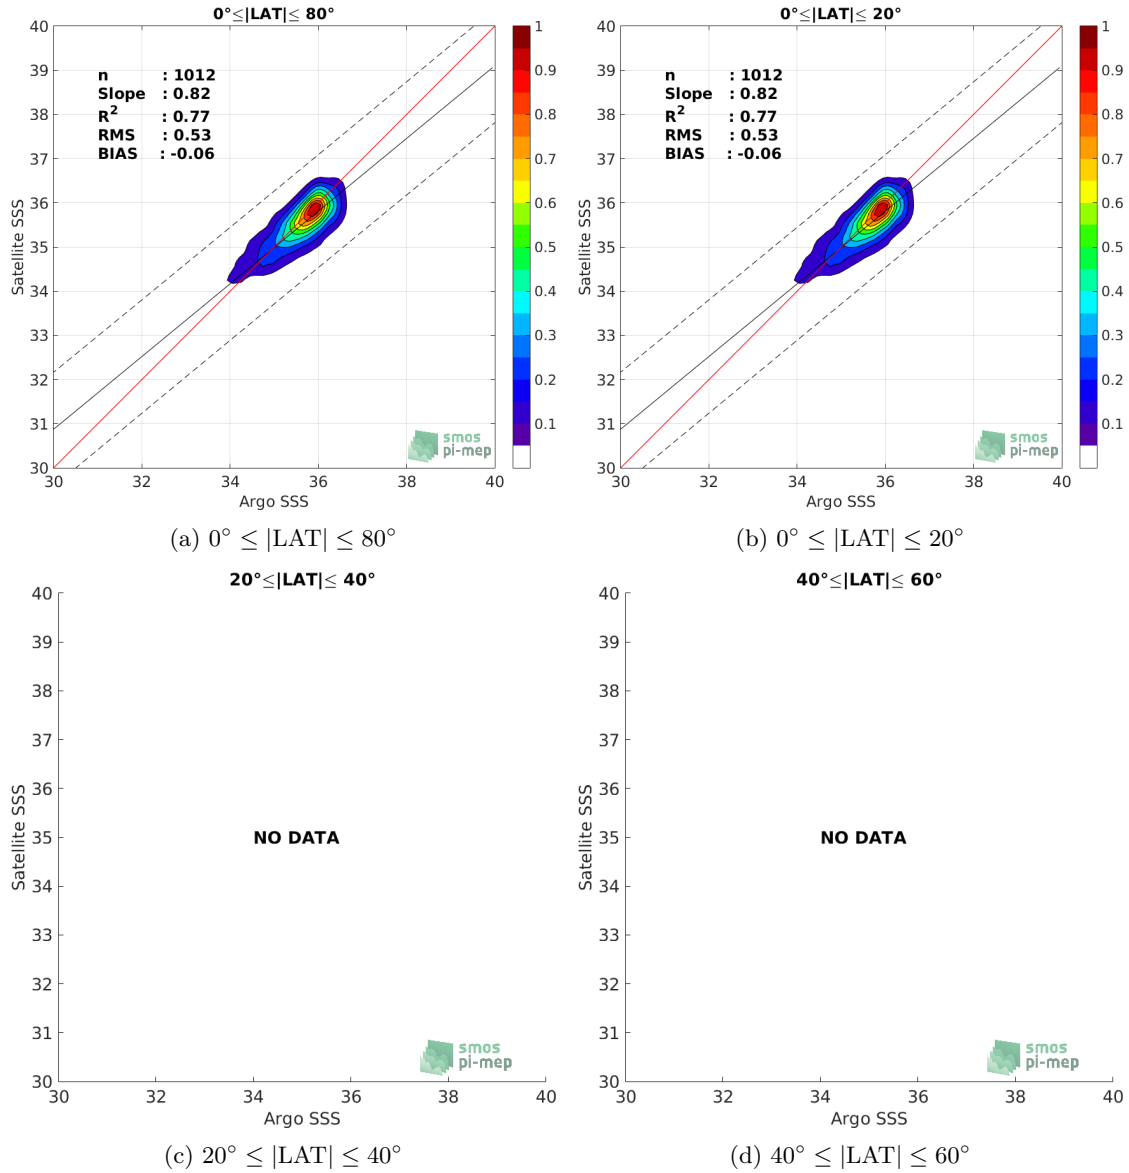 0°≤|LAT|≤ 80°
40
39
38
37
36
35
34
33
32
31
30
Satellite SSS
n : 1012
Slope : 0.82
R² : 0.77
RMS : 0.53
BIAS : -0.06
smos
pi-mep
30 32 34 36 38 40
Argo SSS
1
0.9
0.8
0.7
0.6
0.5
0.4
0.3
0.2
0.1
(a) 0° ≤ |LAT| ≤ 80°
0°≤|LAT|≤ 20°
40
39
38
37
36
35
34
33
32
31
30
Satellite SSS
n : 1012
Slope : 0.82
R² : 0.77
RMS : 0.53
BIAS : -0.06
smos
pi-mep
30 32 34 36 38 40
Argo SSS
1
0.9
0.8
0.7
0.6
0.5
0.4
0.3
0.2
0.1
(b) 0° ≤ |LAT| ≤ 20°
20°≤|LAT|≤ 40°
40
39
38
37
36
35
34
33
32
31
30
Satellite SSS
NO DATA
smos
pi-mep
30 32 34 36 38 40
Argo SSS
(c) 20° ≤ |LAT| ≤ 40°
40°≤|LAT|≤ 60°
40
39
38
37
36
35
34
33
32
31
30
Satellite SSS
NO DATA
smos
pi-mep
30 32 34 36 38 40
Argo SSS
(d) 40° ≤ |LAT| ≤ 60°